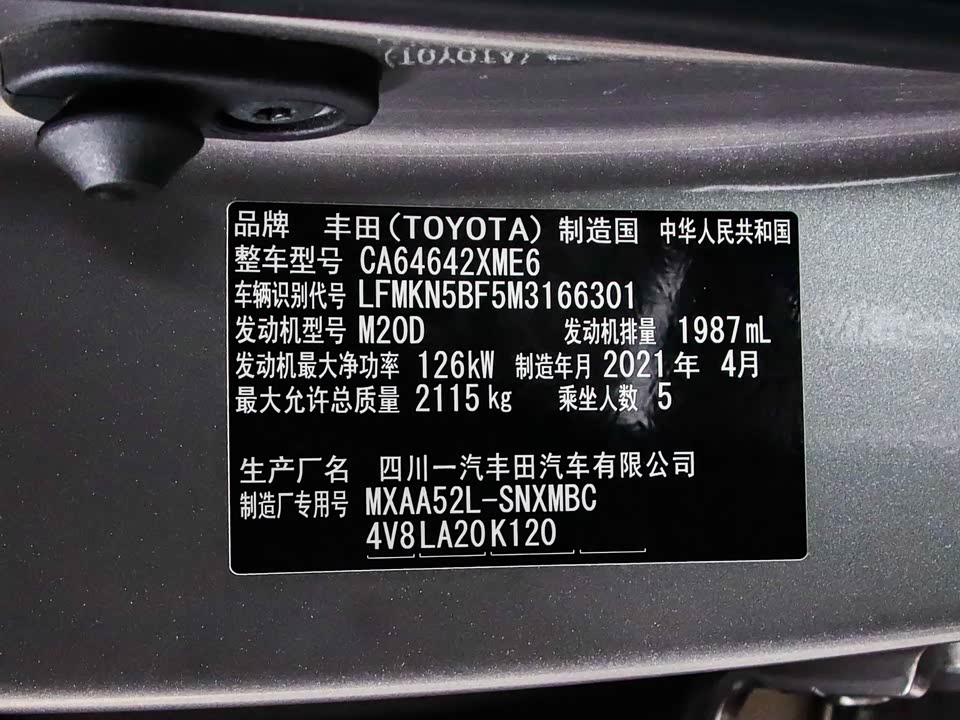 (TOYOTA)
品牌 丰田(TOYOTA) 制造国 中华人民共和国
整车型号 CA64642XME6
车辆识别代号 LFMKN5BF5M3166301
发动机型号 M20D 发动机排量 1987mL
发动机最大净功率 126kW 制造年月 2021年 4月
最大允许总质量 2115kg 乘坐人数 5
生产厂名 四川一汽丰田汽车有限公司
制造厂专用号 MXAA52L-SNXMBC
4V8 LA20 K120